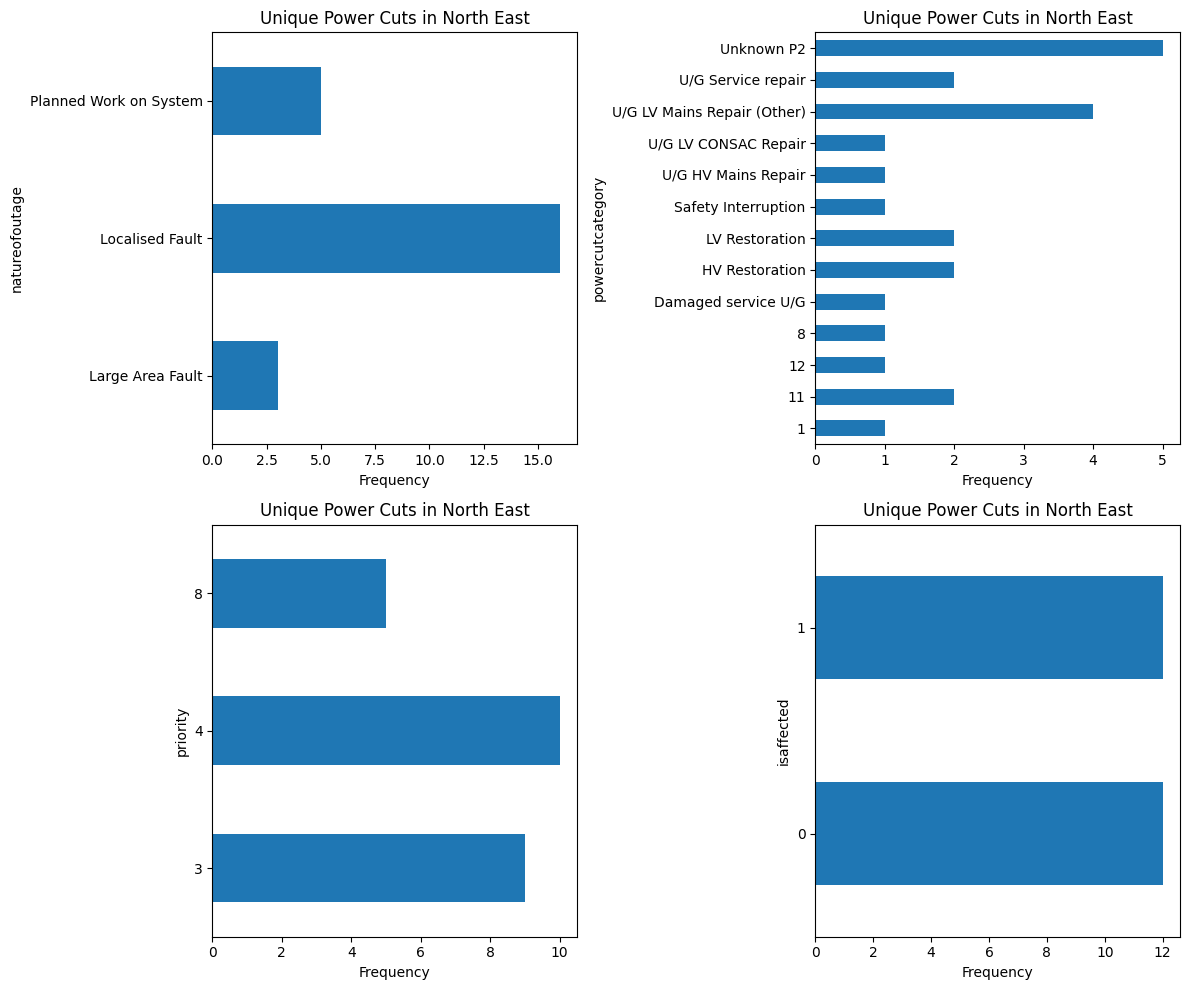 Unique Power Cuts in North East
natureofoutage
Planned Work on System
Localised Fault
Large Area Fault
0.0 2.5 5.0 7.5 10.0 12.5 15.0
Frequency
Unique Power Cuts in North East
powercutcategory
Unknown P2
U/G Service repair
U/G LV Mains Repair (Other)
U/G LV CONSAC Repair
U/G HV Mains Repair
Safety Interruption
LV Restoration
HV Restoration
Damaged service U/G
8
12
11
1
0 1 2 3 4 5
Frequency
Unique Power Cuts in North East
priority
8
4
3
0 2 4 6 8 10
Frequency
Unique Power Cuts in North East
isaffected
1
0
0 2 4 6 8 10 12
Frequency